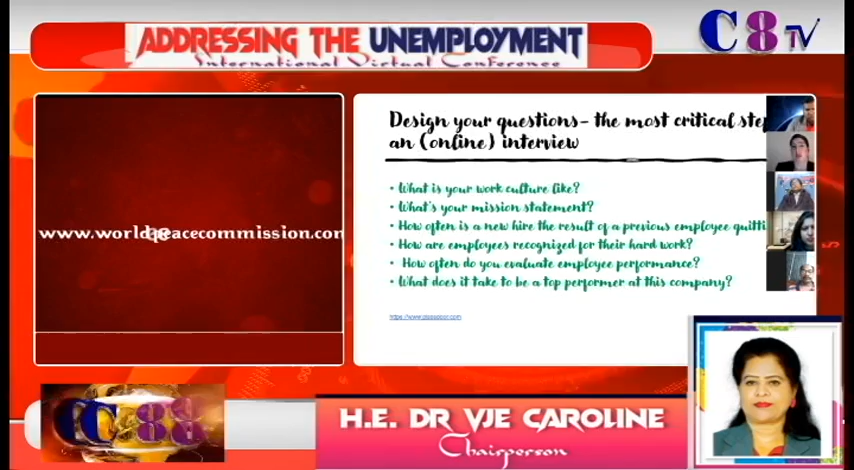 ADDRESSING THE UNEMPLOYMENT
International Virtual Conference
C8TV
www.worldpeacecommission.com
Design your questions- the most critical step
an (online) interview
• What is your work culture like?
• What's your mission statement?
• How often is a new hire the result of a previous employee quitti
• How are employees recognized for their hard work?
• How often do you evaluate employee performance?
• What does it take to be a top performer at this company?
H.E. DR VJE CAROLINE
Chairperson